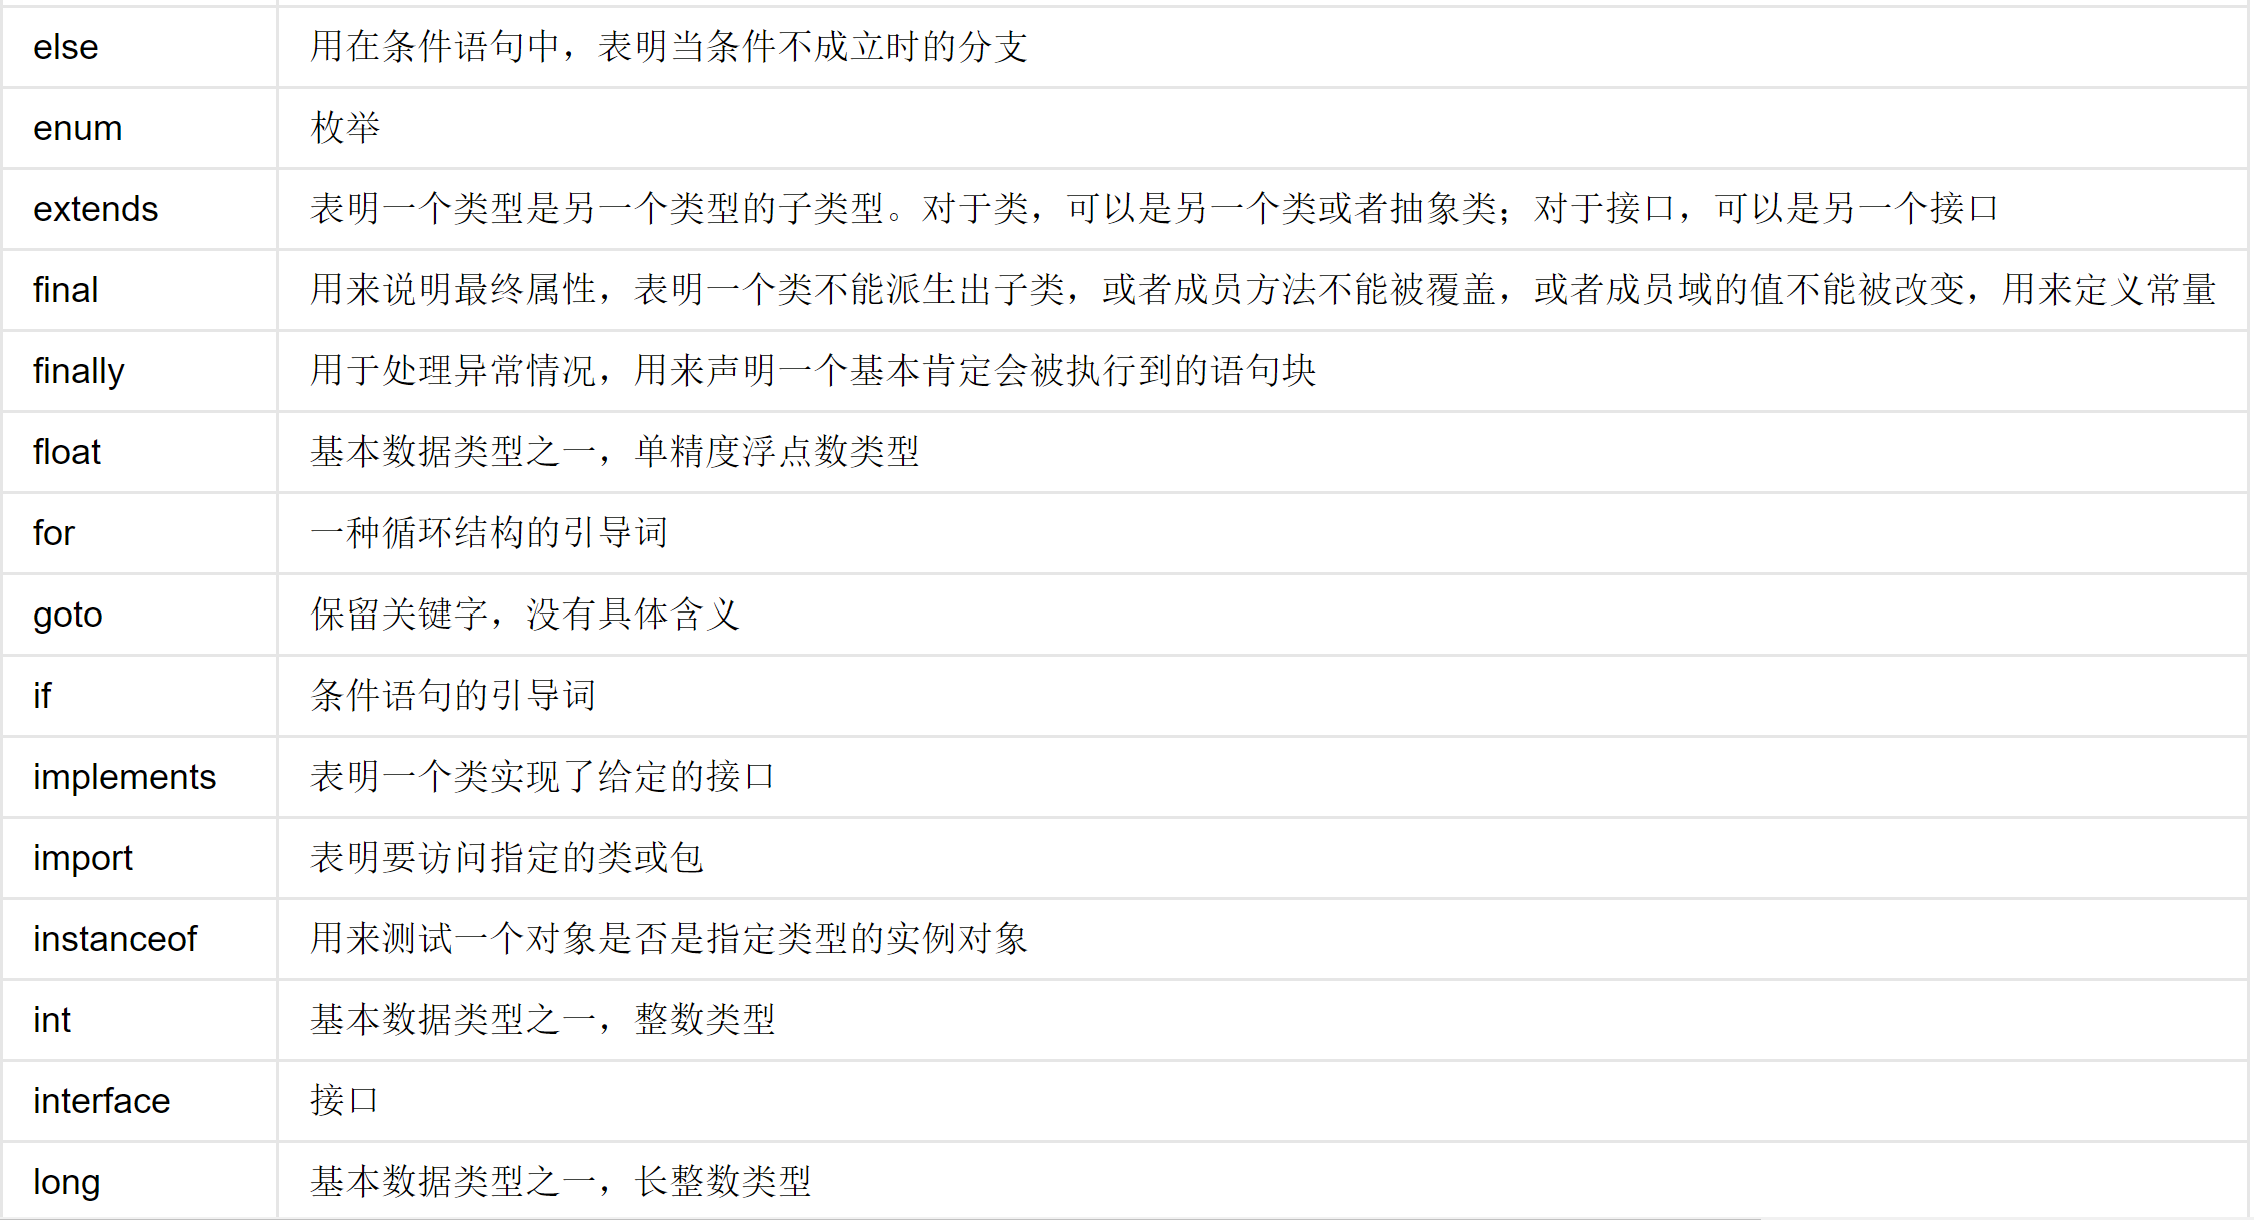 else 用在条件语句中，表明当条件不成立时的分支
enum 枚举
extends 表明一个类型是另一个类型的子类型。对于类，可以是另一个类或者抽象类；对于接口，可以是另一个接口
final 用来说明最终属性，表明一个类不能派生出子类，或者成员方法不能被覆盖，或者成员域的值不能被改变，用来定义常量
finally 用于处理异常情况，用来声明一个基本肯定会被执行到的语句块
float 基本数据类型之一，单精度浮点数类型
for 一种循环结构的引导词
goto 保留关键字，没有具体含义
if 条件语句的引导词
implements 表明一个类实现了给定的接口
import 表明要访问指定的类或包
instanceof 用来测试一个对象是否是指定类型的实例对象
int 基本数据类型之一，整数类型
interface 接口
long 基本数据类型之一，长整数类型